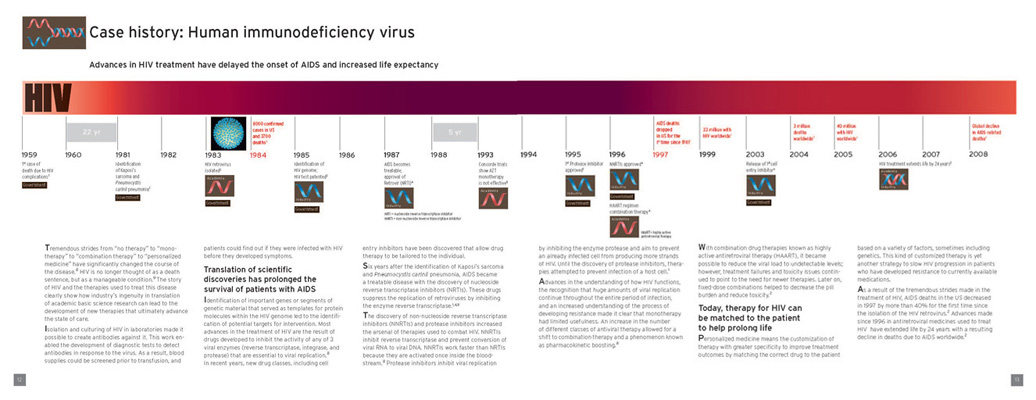 Case history: Human immunodeficiency virus
Advances in HIV treatment have delayed the onset of AIDS and increased life expectancy
HIV
22 yr
5 yr
8000 confirmed
cases in US
and 3700
deaths
AIDS deaths
dropped
in US for the
1st time since 1987
33 million with
HIV worldwide
3 million
deaths
worldwide
40 million
with HIV
worldwide
Global decline
in AIDS-related
deaths
1959 1960 1981 1982 1983 1984 1985 1986 1987 1988 1993 1994 1995 1996 1997 1999 2003 2004 2005 2006 2007 2008
1st case of
death due to HIV
complications
Government
Identification
of Kaposi's
sarcoma and
Pneumocystis
carinii pneumonia
Government
HIV retrovirus
isolated
Academia
Government
Identification of
HIV genome;
HIV test patented
Government
AIDS becomes
treatable;
approval of
Retrovir (NRTI)
Government
NRTI = nucleoside reverse transcriptase inhibitor
NNRTI = non-nucleoside reverse transcriptase inhibitor
Concorde trials
show AZT
monotherapy
is not effective
Academia
1st Protease inhibitor
approved
Government
NNRTIs approved
Government
HAART regimen:
combination therapy
Academia
HAART=highly active
antiretroviral therapy
Release of 1st cell
entry inhibitor
Government
HIV treatment extends life by 24 years
Academia
Government
Tremendous strides from "no therapy" to "mono-
therapy" to "combination therapy" to "personalized
medicine" have significantly changed the course of
the disease. HIV is no longer thought of as a death
sentence, but as a manageable condition. The story
of HIV and the therapies used to treat this disease
clearly show how industry's ingenuity in translation
of academic basic science research can lead to the
development of new therapies that ultimately advance
the state of care.
Isolation and culturing of HIV in laboratories made it
possible to create antibodies against it. This work en-
abled the development of diagnostic tests to detect
antibodies in response to the virus. As a result, blood
supplies could be screened prior to transfusion, and
patients could find out if they were infected with HIV
before they developed symptoms.
Translation of scientific
discoveries has prolonged the
survival of patients with AIDS
Identification of important genes or segments of
genetic material that served as templates for protein
molecules within the HIV genome led to the identifi-
cation of potential targets for intervention. Most
advances in the treatment of HIV are the result of
drugs developed to inhibit the activity of any of 3
viral enzymes (reverse transcriptase, integrase, and
protease) that are essential to viral replication.
In recent years, new drug classes, including cell
entry inhibitors have been discovered that allow drug
therapy to be tailored to the individual.
Six years after the identification of Kaposi's sarcoma
and Pneumocystis carinii pneumonia, AIDS became
a treatable disease with the discovery of nucleoside
reverse transcriptase inhibitors (NRTIs). These drugs
suppress the replication of retroviruses by inhibiting
the enzyme reverse transcriptase.
The discovery of non-nucleoside reverse transcriptase
inhibitors (NNRTIs) and protease inhibitors increased
the arsenal of therapies used to combat HIV. NNRTIs
inhibit reverse transcriptase and prevent conversion of
viral RNA to viral DNA. NNRTIs work faster than NRTIs
because they are activated once inside the blood-
stream. Protease inhibitors inhibit viral replication
by inhibiting the enzyme protease and aim to prevent
an already infected cell from producing more strands
of HIV. Until the discovery of protease inhibitors, thera-
pies attempted to prevent infection of a host cell.
Advances in the understanding of how HIV functions,
the recognition that huge amounts of viral replication
continue throughout the entire period of infection,
and an increased understanding of the process of
developing resistance made it clear that monotherapy
had limited usefulness. An increase in the number
of different classes of antiviral therapy allowed for a
shift to combination therapy and a phenomenon known
as pharmacokinetic boosting.
With combination drug therapies known as highly
active antiretroviral therapy (HAART), it became
possible to reduce the viral load to undetectable levels;
however, treatment failures and toxicity issues contin-
ued to point to the need for newer therapies. Later on,
fixed-dose combinations helped to decrease the pill
burden and reduce toxicity.
Today, therapy for HIV can
be matched to the patient
to help prolong life
Personalized medicine means the customization of
therapy with greater specificity to improve treatment
outcomes by matching the correct drug to the patient
based on a variety of factors, sometimes including
genetics. This kind of customized therapy is yet
another strategy to slow HIV progression in patients
who have developed resistance to currently available
medications.
As a result of the tremendous strides made in the
treatment of HIV, AIDS deaths in the US decreased
in 1997 by more than 40% for the first time since
the isolation of the HIV retrovirus. Advances made
since 1996 in antiretroviral medicines used to treat
HIV have extended life by 24 years with a resulting
decline in deaths due to AIDS worldwide.
12
13